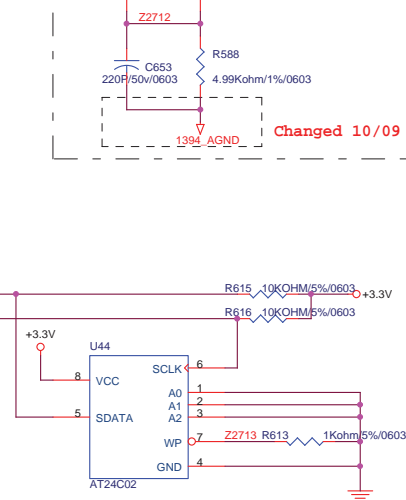 Z2712
R588
C653
220P/50v/0603
4.99Kohm/1%/0603
1394_AGND
Changed 10/09
R615 10KOHM/5%/0603
+3.3V
R616 10KOHM/5%/0603
+3.3V
U44
SCLK 6
8 VCC
A0 1
A1 2
5 SDATA
A2 3
WP 7 Z2713 R613 1Kohm/5%/0603
GND 4
AT24C02